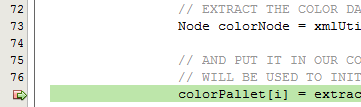 72 // EXTRACT THE COLOR DA
73 Node colorNode = xmlUti
74
75 // AND PUT IT IN OUR CO
76 // WILL BE USED TO INIT
colorPallet[i] = extrac